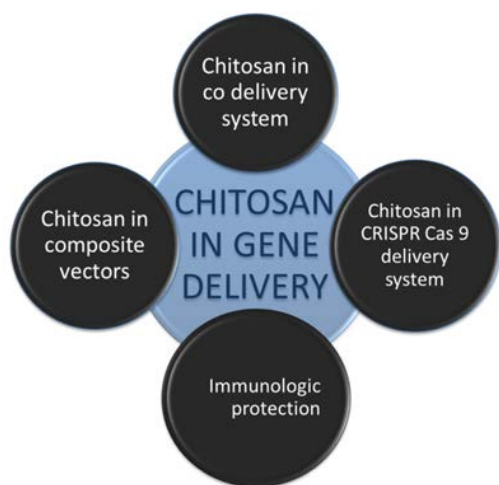 Chitosan in
co delivery
system
Chitosan in
composite
vectors
CHITOSAN
IN GENE
DELIVERY
Chitosan in
CRISPR Cas 9
delivery
system
Immunologic
protection